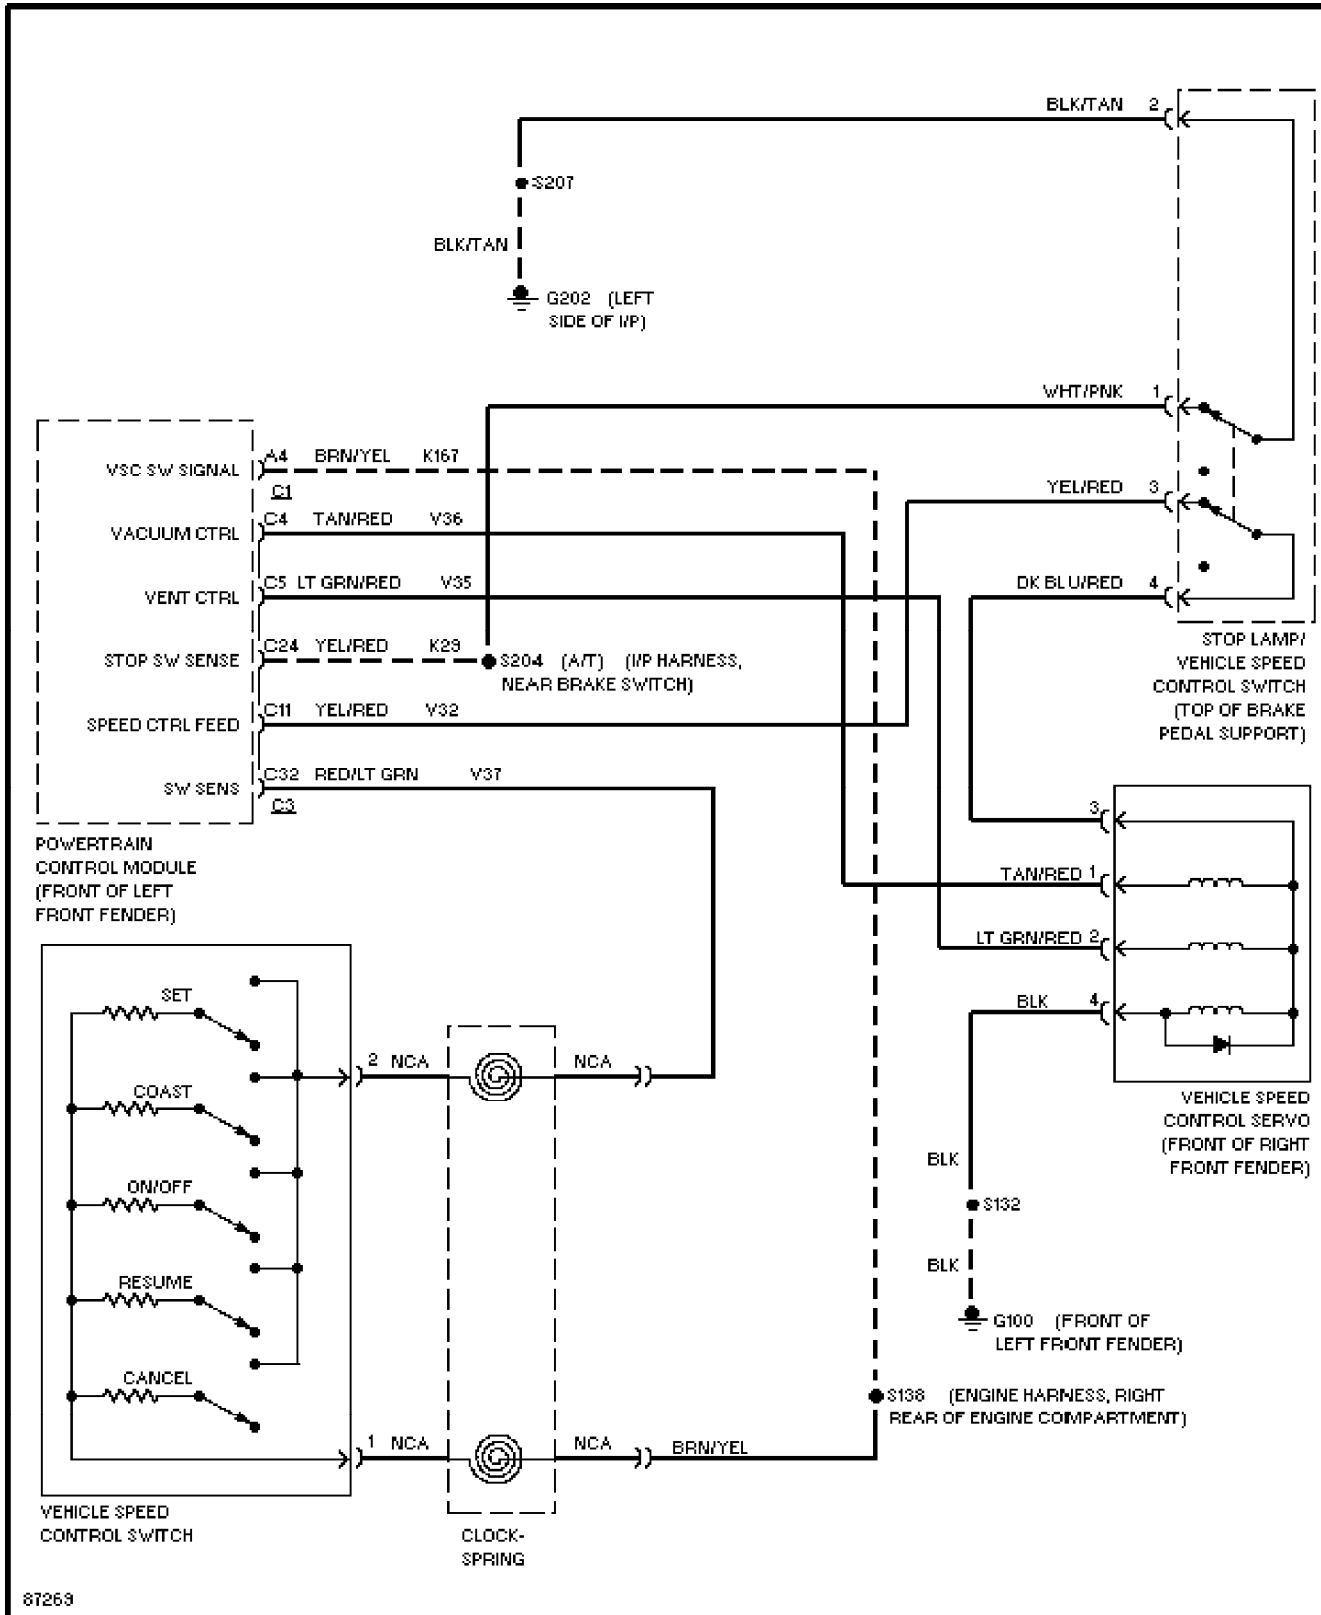 BLK/TAN 2
S207
BLK/TAN
G202 (LEFT
SIDE OF I/P)
WHT/PNK 1
YEL/RED 3
DK BLU/RED 4
STOP LAMP/
VEHICLE SPEED
CONTROL SWITCH
(TOP OF BRAKE
PEDAL SUPPORT)
VSC SW SIGNAL A4 BRN/YEL K167
C1
VACUUM CTRL C4 TAN/RED V36
VENT CTRL C5 LT GRN/RED V35
STOP SW SENSE C24 YEL/RED K29
S204 (A/T) (I/P HARNESS,
NEAR BRAKE SWITCH)
SPEED CTRL FEED C11 YEL/RED V32
SW SENS C32 RED/LT GRN V37
C3
POWERTRAIN
CONTROL MODULE
(FRONT OF LEFT
FRONT FENDER)
3
TAN/RED 1
LT GRN/RED 2
BLK 4
VEHICLE SPEED
CONTROL SERVO
(FRONT OF RIGHT
FRONT FENDER)
BLK
S132
BLK
G100 (FRONT OF
LEFT FRONT FENDER)
SET
COAST
ON/OFF
RESUME
CANCEL
2 NCA
NCA
1 NCA
NCA
BRN/YEL
S138 (ENGINE HARNESS, RIGHT
REAR OF ENGINE COMPARTMENT)
VEHICLE SPEED
CONTROL SWITCH
CLOCK-
SPRING
87269